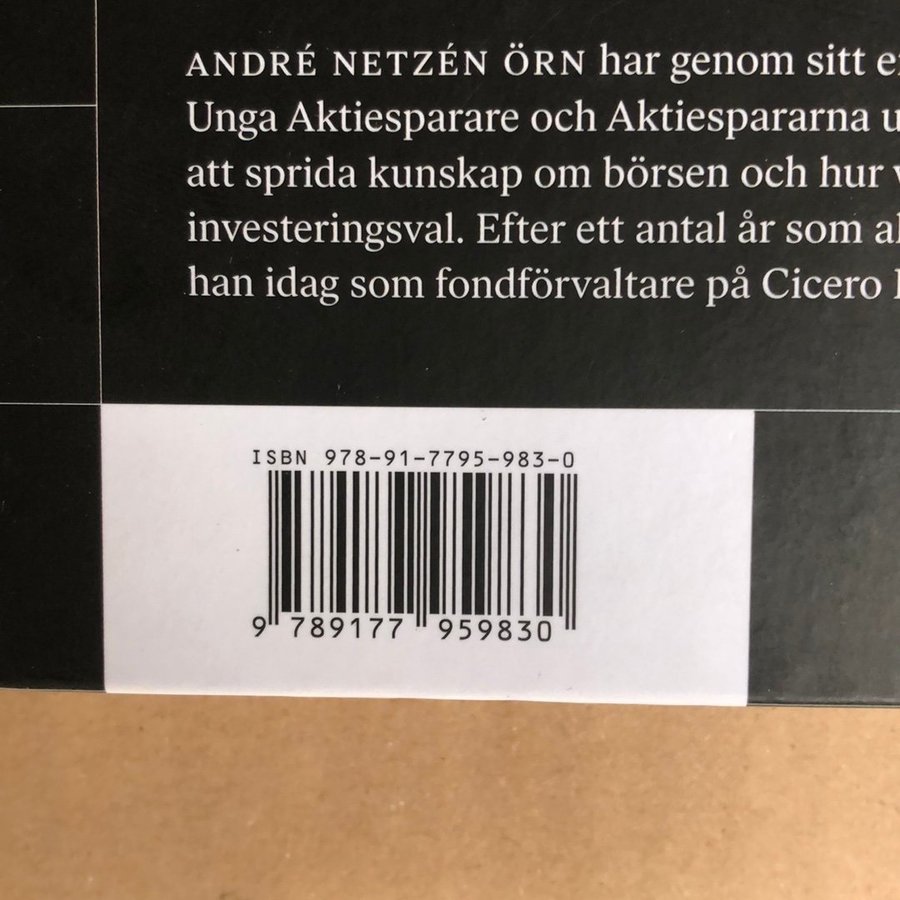 ANDRÉ NETZÉN ÖRN har genom sitt
Unga Aktiesparare och Aktiespararna
att sprida kunskap om börsen och hur
investeringsval. Efter ett antal år som
han idag som fondförvaltare på Cicero
ISBN 978-91-7795-983-0
9 789177 959830